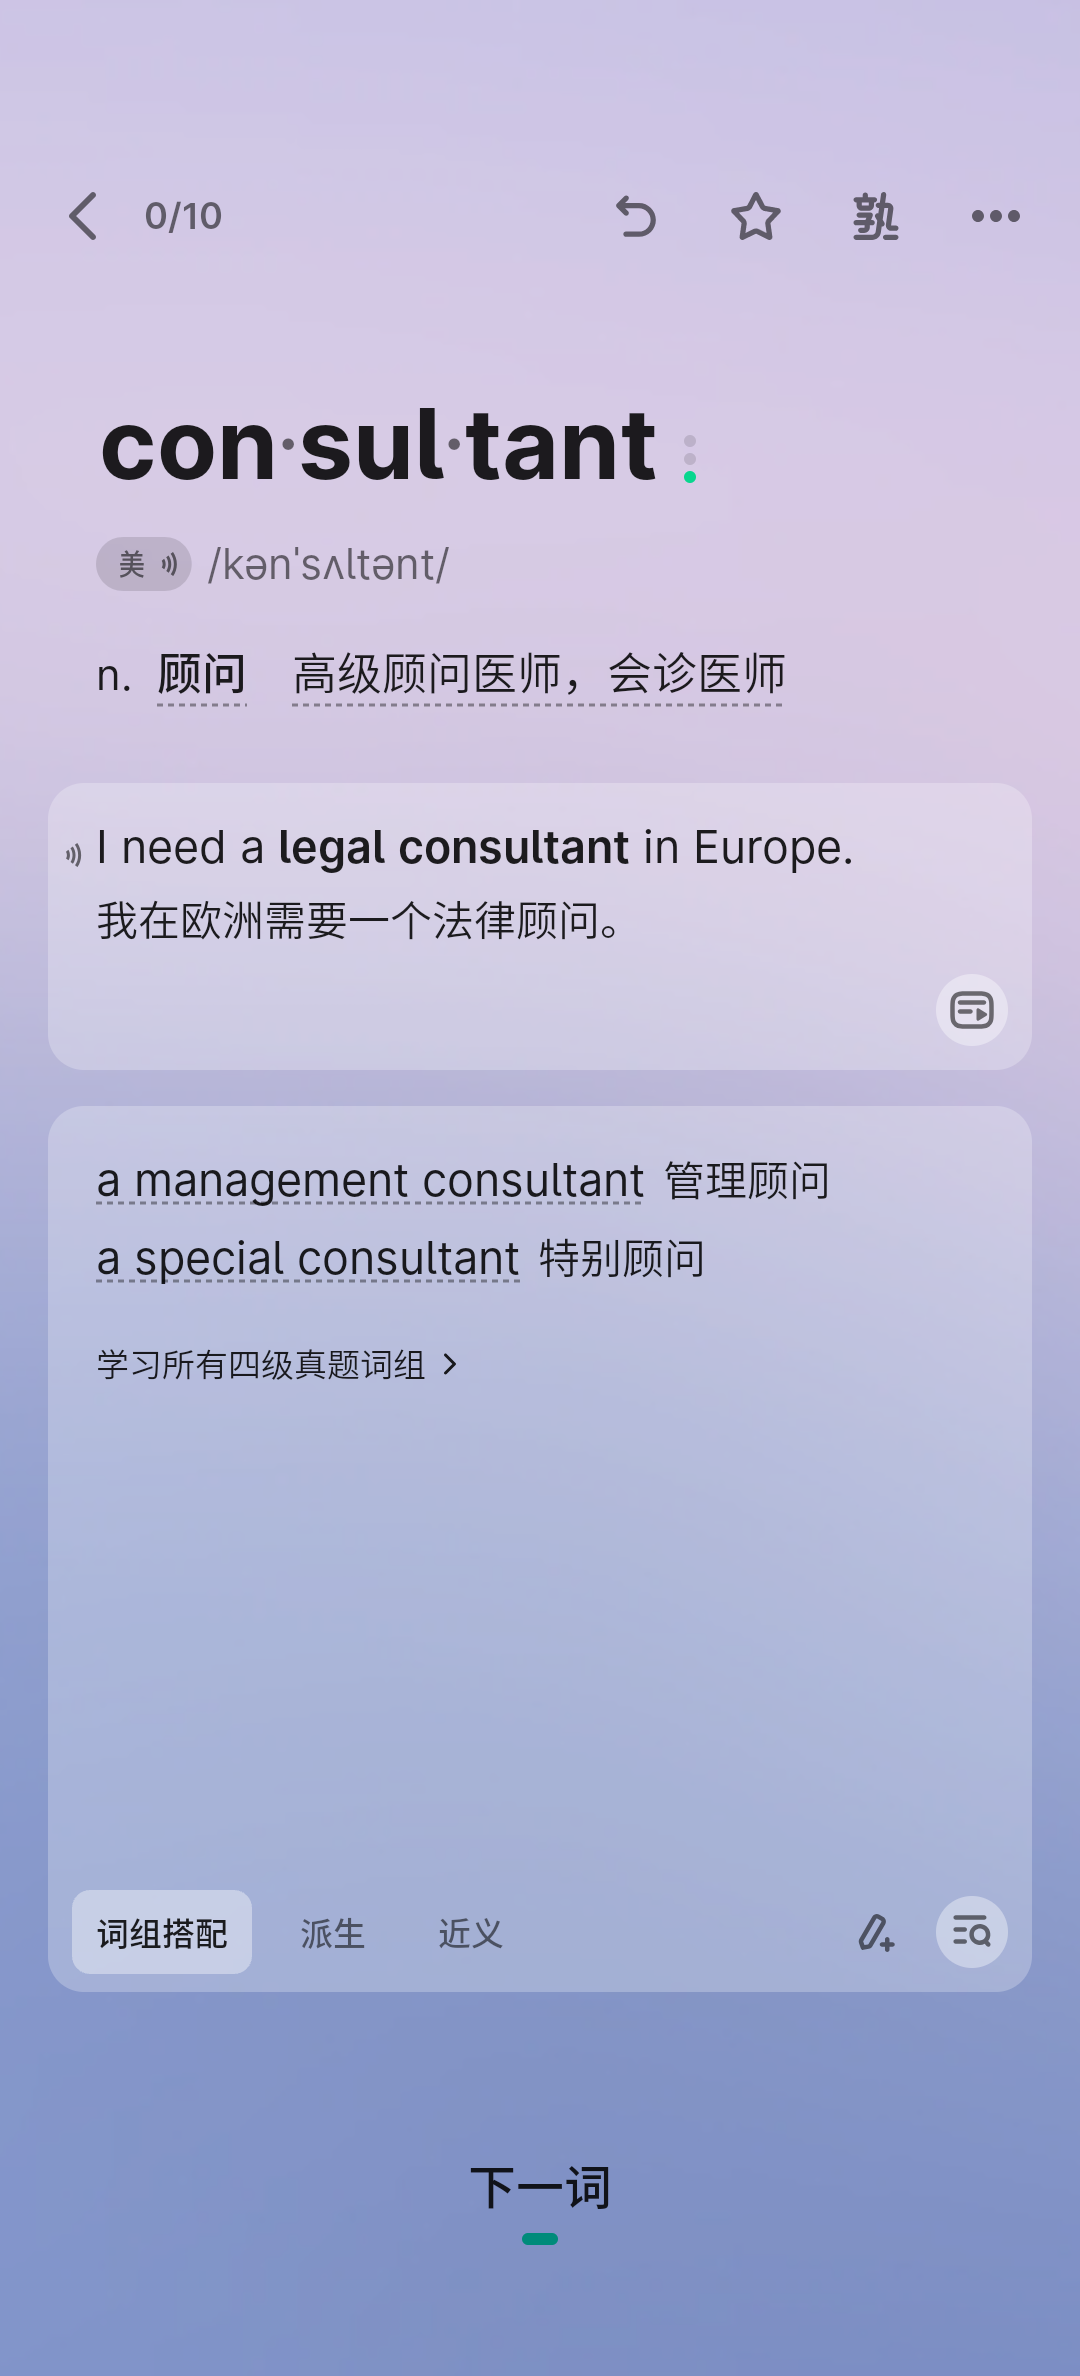 0/10
con·sul·tant
美 /kən'sʌltənt/
n. 顾问 高级顾问医师，会诊医师
I need a legal consultant in Europe.
我在欧洲需要一个法律顾问。
a management consultant 管理顾问
a special consultant 特别顾问
学习所有四级真题词组
词组搭配 派生 近义
下一词